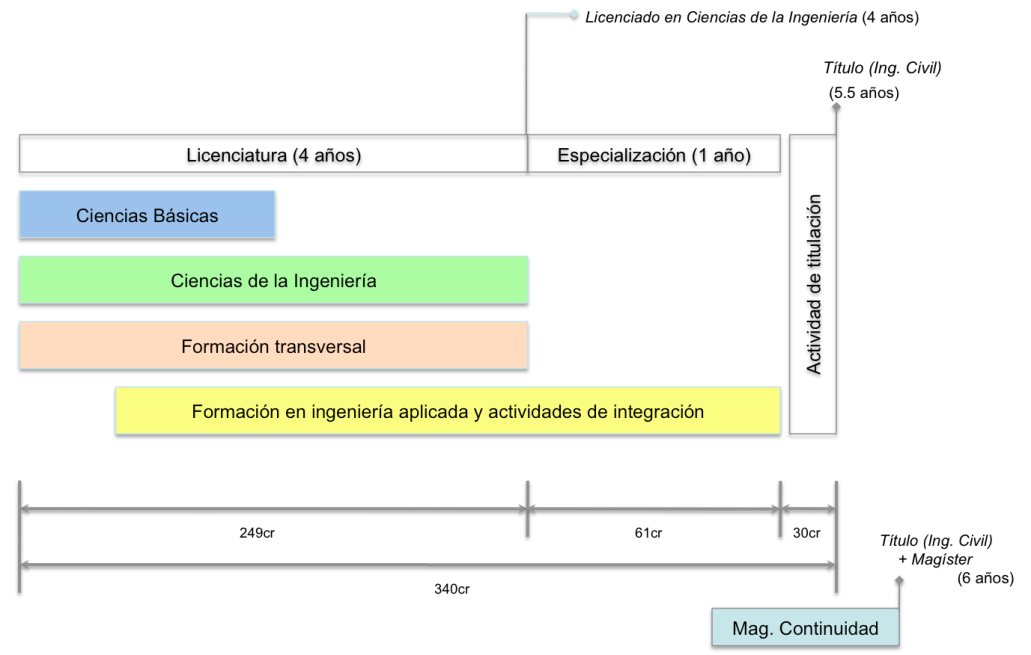 Licenciado en Ciencias de la Ingeniería (4 años)
Título (Ing. Civil)
(5.5 años)
Licenciatura (4 años)
Especialización (1 año)
Actividad de titulación
Ciencias Básicas
Ciencias de la Ingeniería
Formación transversal
Formación en ingeniería aplicada y actividades de integración
249cr
61cr
30cr
340cr
Título (Ing. Civil)
+ Magíster
(6 años)
Mag. Continuidad